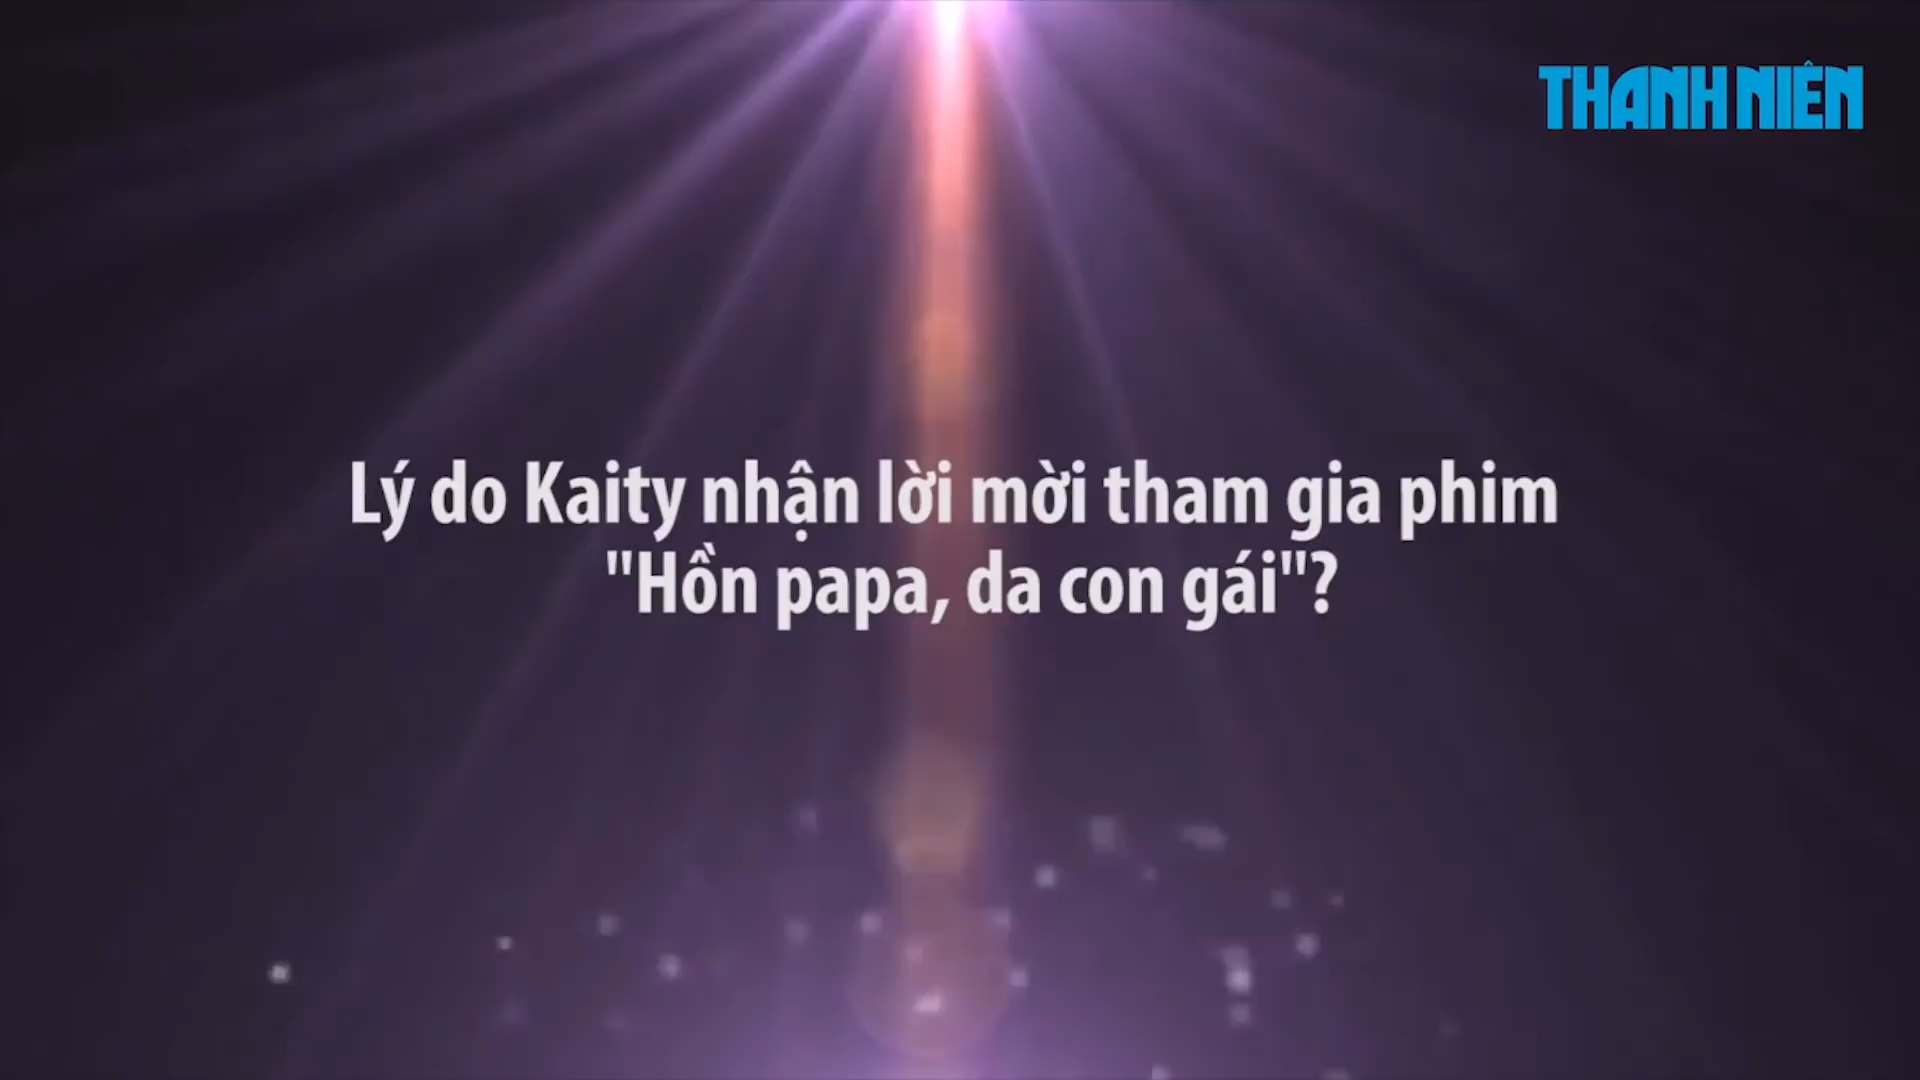 THANH NIÊN
Lý do Kaity nhận lời mời tham gia phim
"Hồn papa, da con gái"?